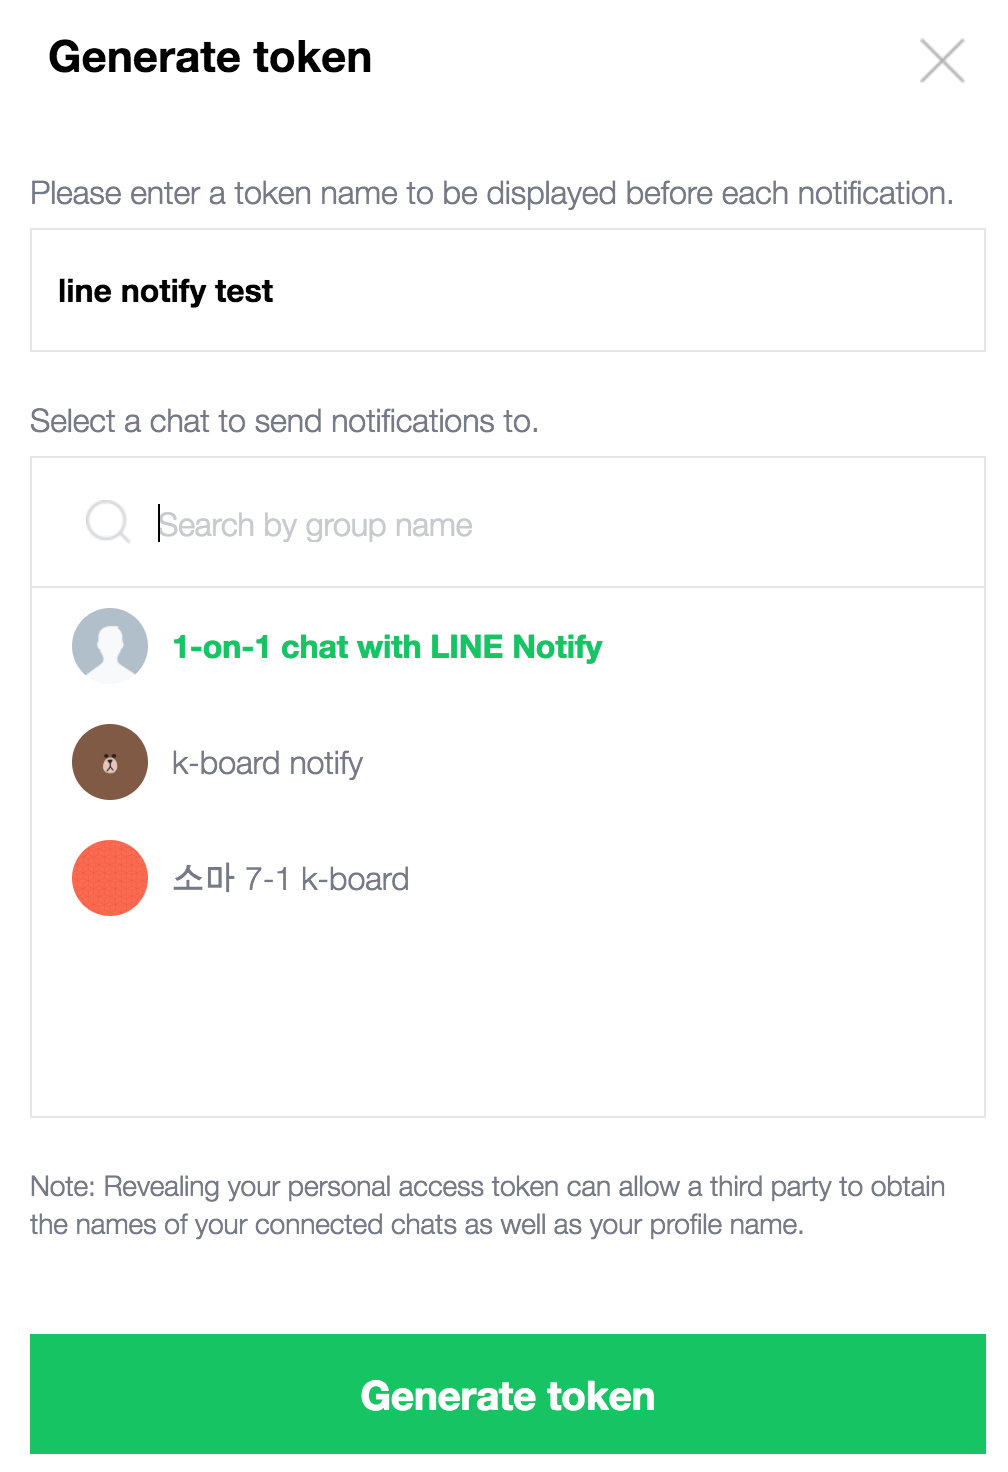 Generate token
Please enter a token name to be displayed before each notification.
line notify test
Select a chat to send notifications to.
Search by group name
1-on-1 chat with LINE Notify
k-board notify
소마 7-1 k-board
Note: Revealing your personal access token can allow a third party to obtain
the names of your connected chats as well as your profile name.
Generate token